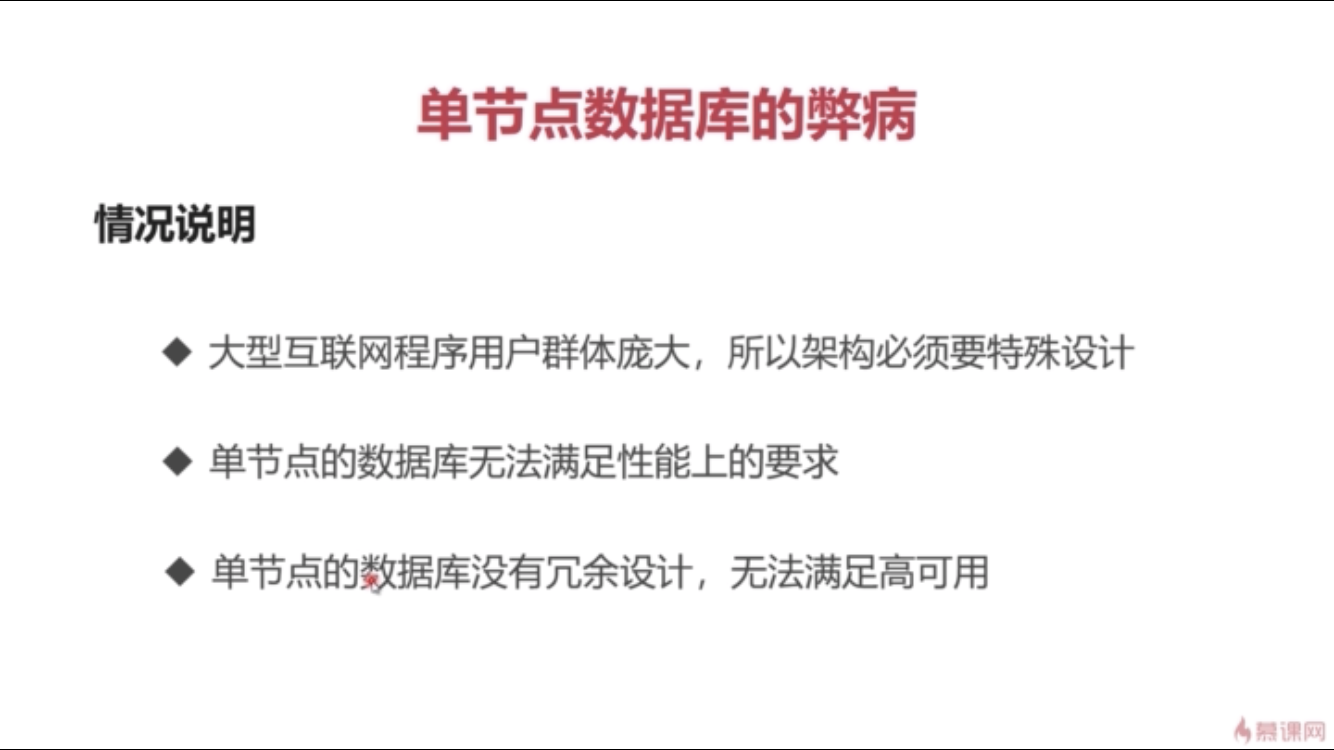 单节点数据库的弊病
情况说明
◆ 大型互联网程序用户群体庞大，所以架构必须要特殊设计
◆ 单节点的数据库无法满足性能上的要求
◆ 单节点的数据库没有冗余设计，无法满足高可用
慕课网